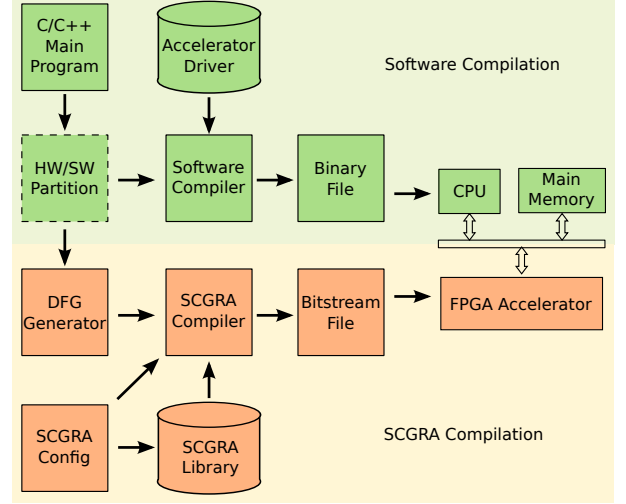 C/C++
Main
Program
Accelerator
Driver
Software Compilation
HW/SW
Partition
Software
Compiler
Binary
File
CPU
Main
Memory
DFG
Generator
SCGRA
Compiler
Bitstream
File
FPGA Accelerator
SCGRA
Config
SCGRA
Library
SCGRA Compilation